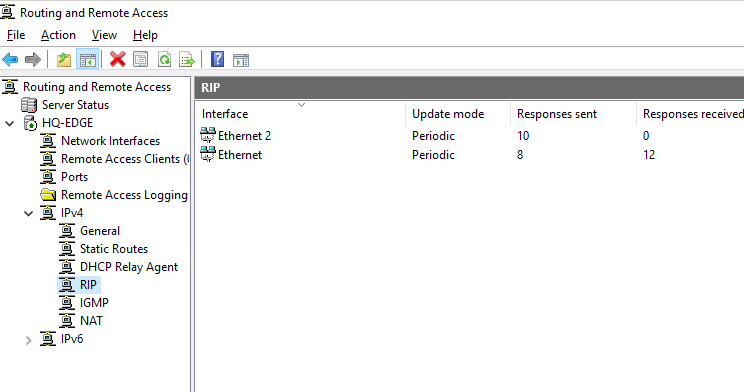 Routing and Remote Access
File Action View Help
Routing and Remote Access
Server Status
HQ-EDGE
Network Interfaces
Remote Access Clients (
Ports
Remote Access Logging
IPv4
General
Static Routes
DHCP Relay Agent
RIP
IGMP
NAT
IPv6
RIP
Interface Update mode Responses sent Responses received
Ethernet 2 Periodic 10 0
Ethernet Periodic 8 12